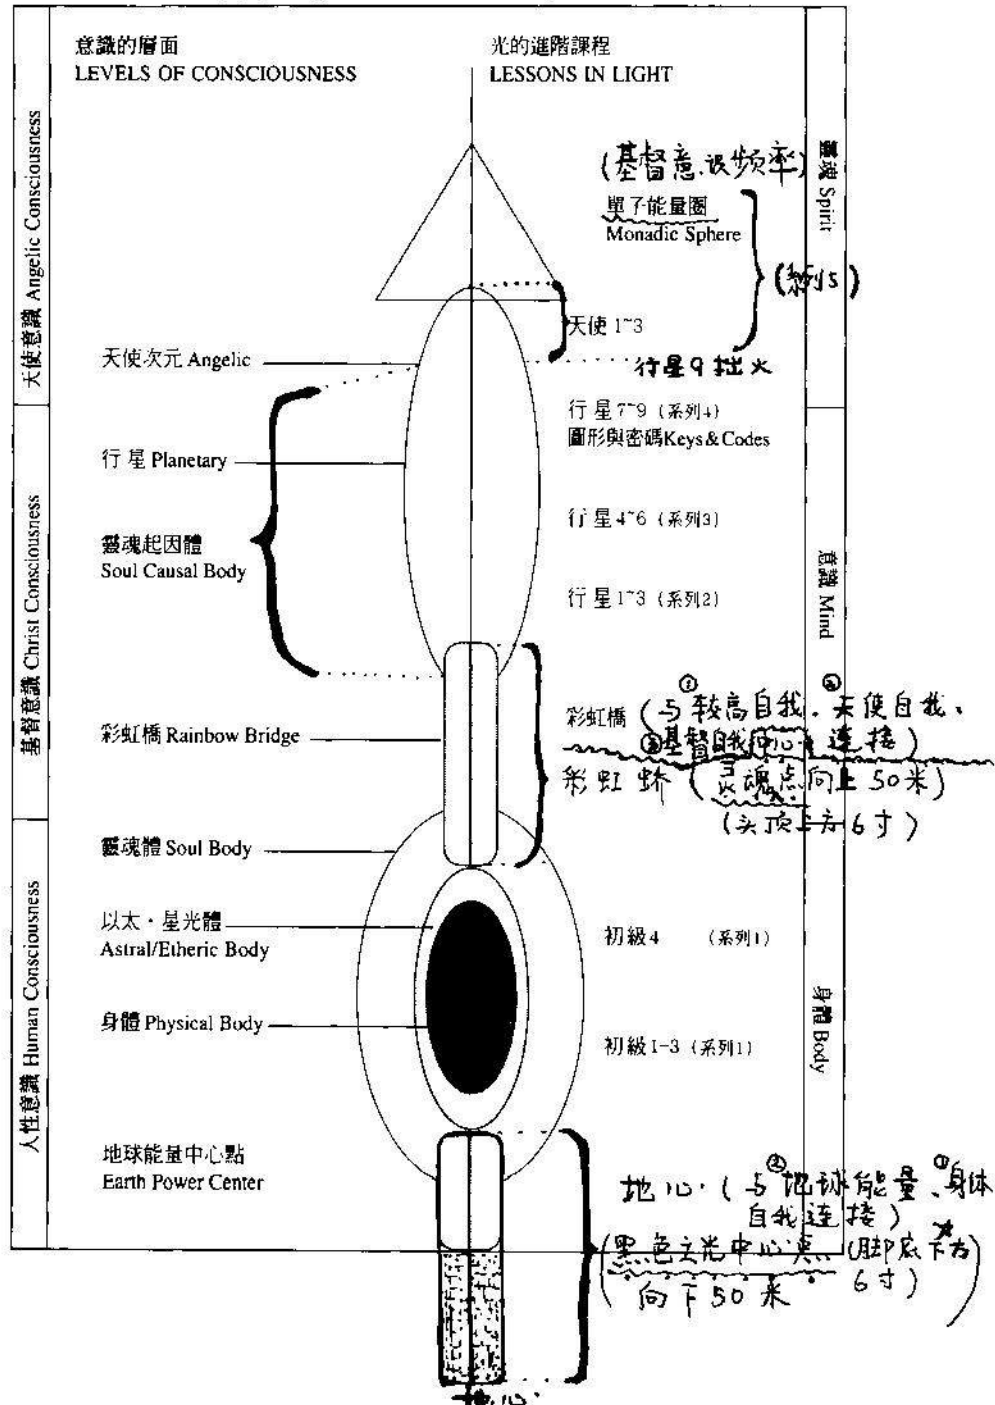 意識的層面
LEVELS OF CONSCIOUSNESS
光的進階課程
LESSONS IN LIGHT
天使意識 Angelic Consciousness
基督意識 Christ Consciousness
人性意識 Human Consciousness
靈魂 Spirit
意識 Mind
身體 Body
(基督意识频率)
單子能量圈
Monadic Sphere
(系列5)
天使 1~3
天使次元 Angelic
行星9
行星 7~9 (系列4)
圖形與密碼Keys&Codes
行星 Planetary
行星 4~6 (系列3)
靈魂起因體
Soul Causal Body
行星 1~3 (系列2)
彩虹橋 Rainbow Bridge
彩虹橋 (与①较高自我、②天使自我、
③基督自我 连接)
彩虹桥 (灵魂点向上50米)
(头顶上方6寸)
靈魂體 Soul Body
以太·星光體
Astral/Etheric Body
初級4 (系列1)
身體 Physical Body
初級1-3 (系列1)
地球能量中心點
Earth Power Center
地心·(与②地球能量、①身体
自我连接)
(黑色之光中心点 (脚底下方
向下50米 6寸)
地心·